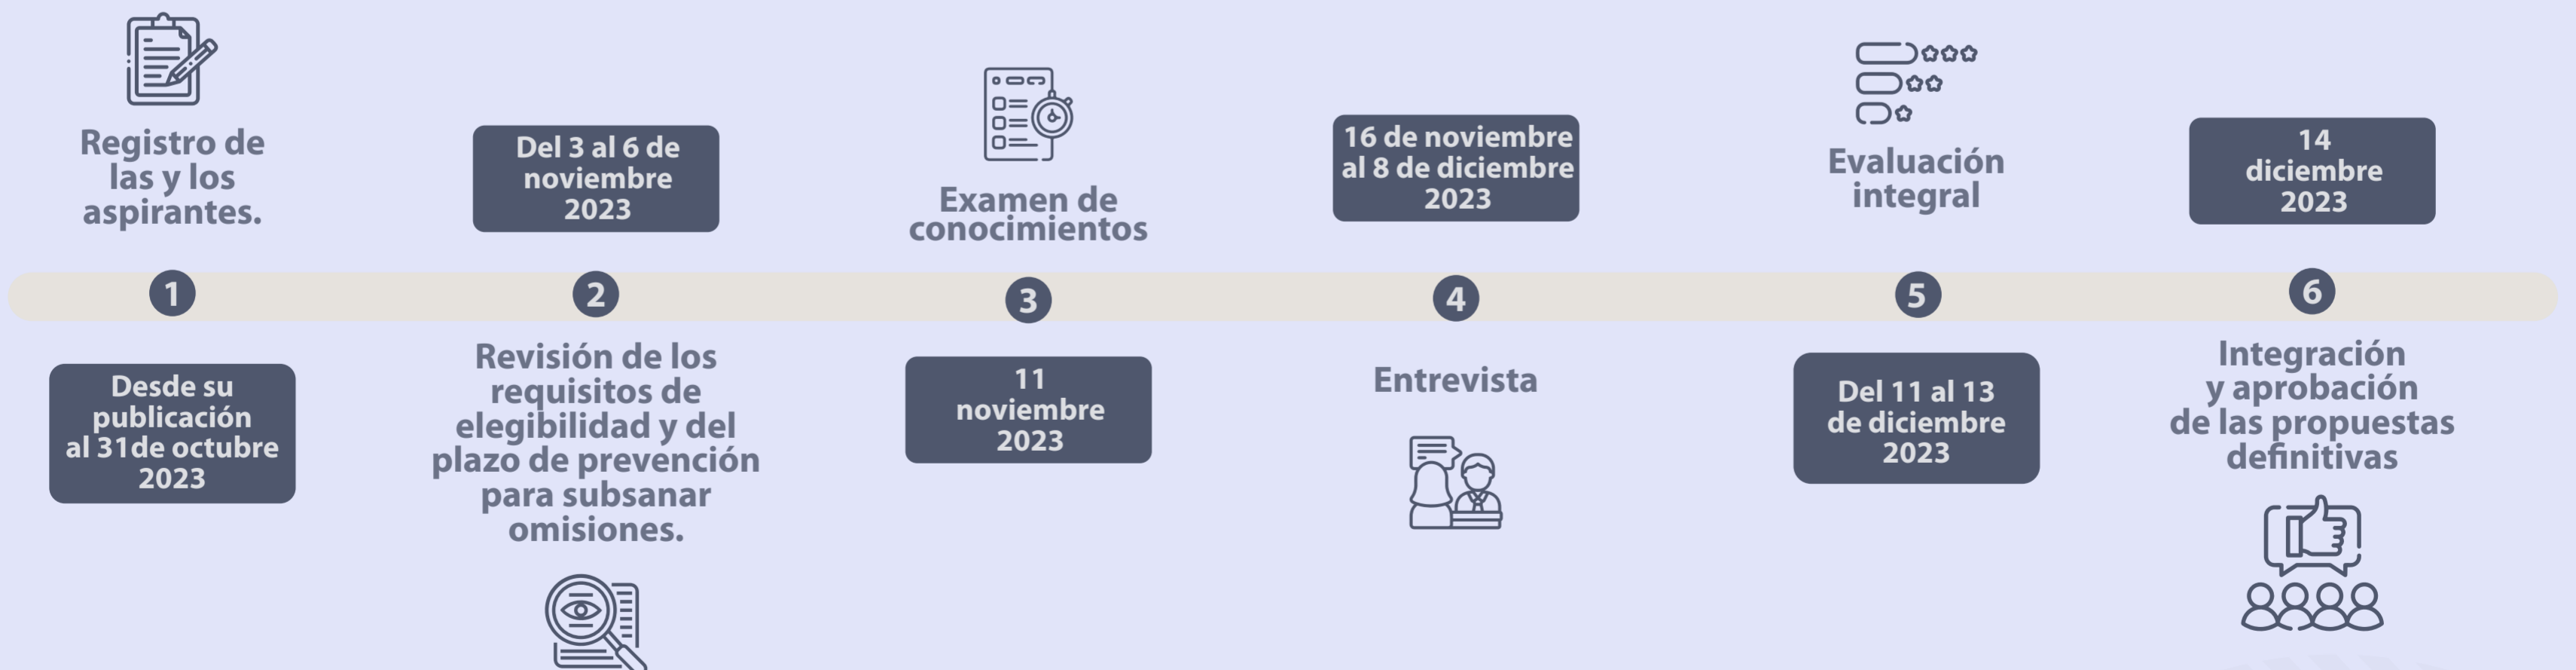 Registro de
las y los
aspirantes.
1
Desde su
publicación
al 31de octubre
2023
Del 3 al 6 de
noviembre
2023
2
Revisión de los
requisitos de
elegibilidad y del
plazo de prevención
para subsanar
omisiones.
Examen de
conocimientos
3
11
noviembre
2023
16 de noviembre
al 8 de diciembre
2023
4
Entrevista
Evaluación
integral
5
Del 11 al 13
de diciembre
2023
14
diciembre
2023
6
Integración
y aprobación
de las propuestas
definitivas